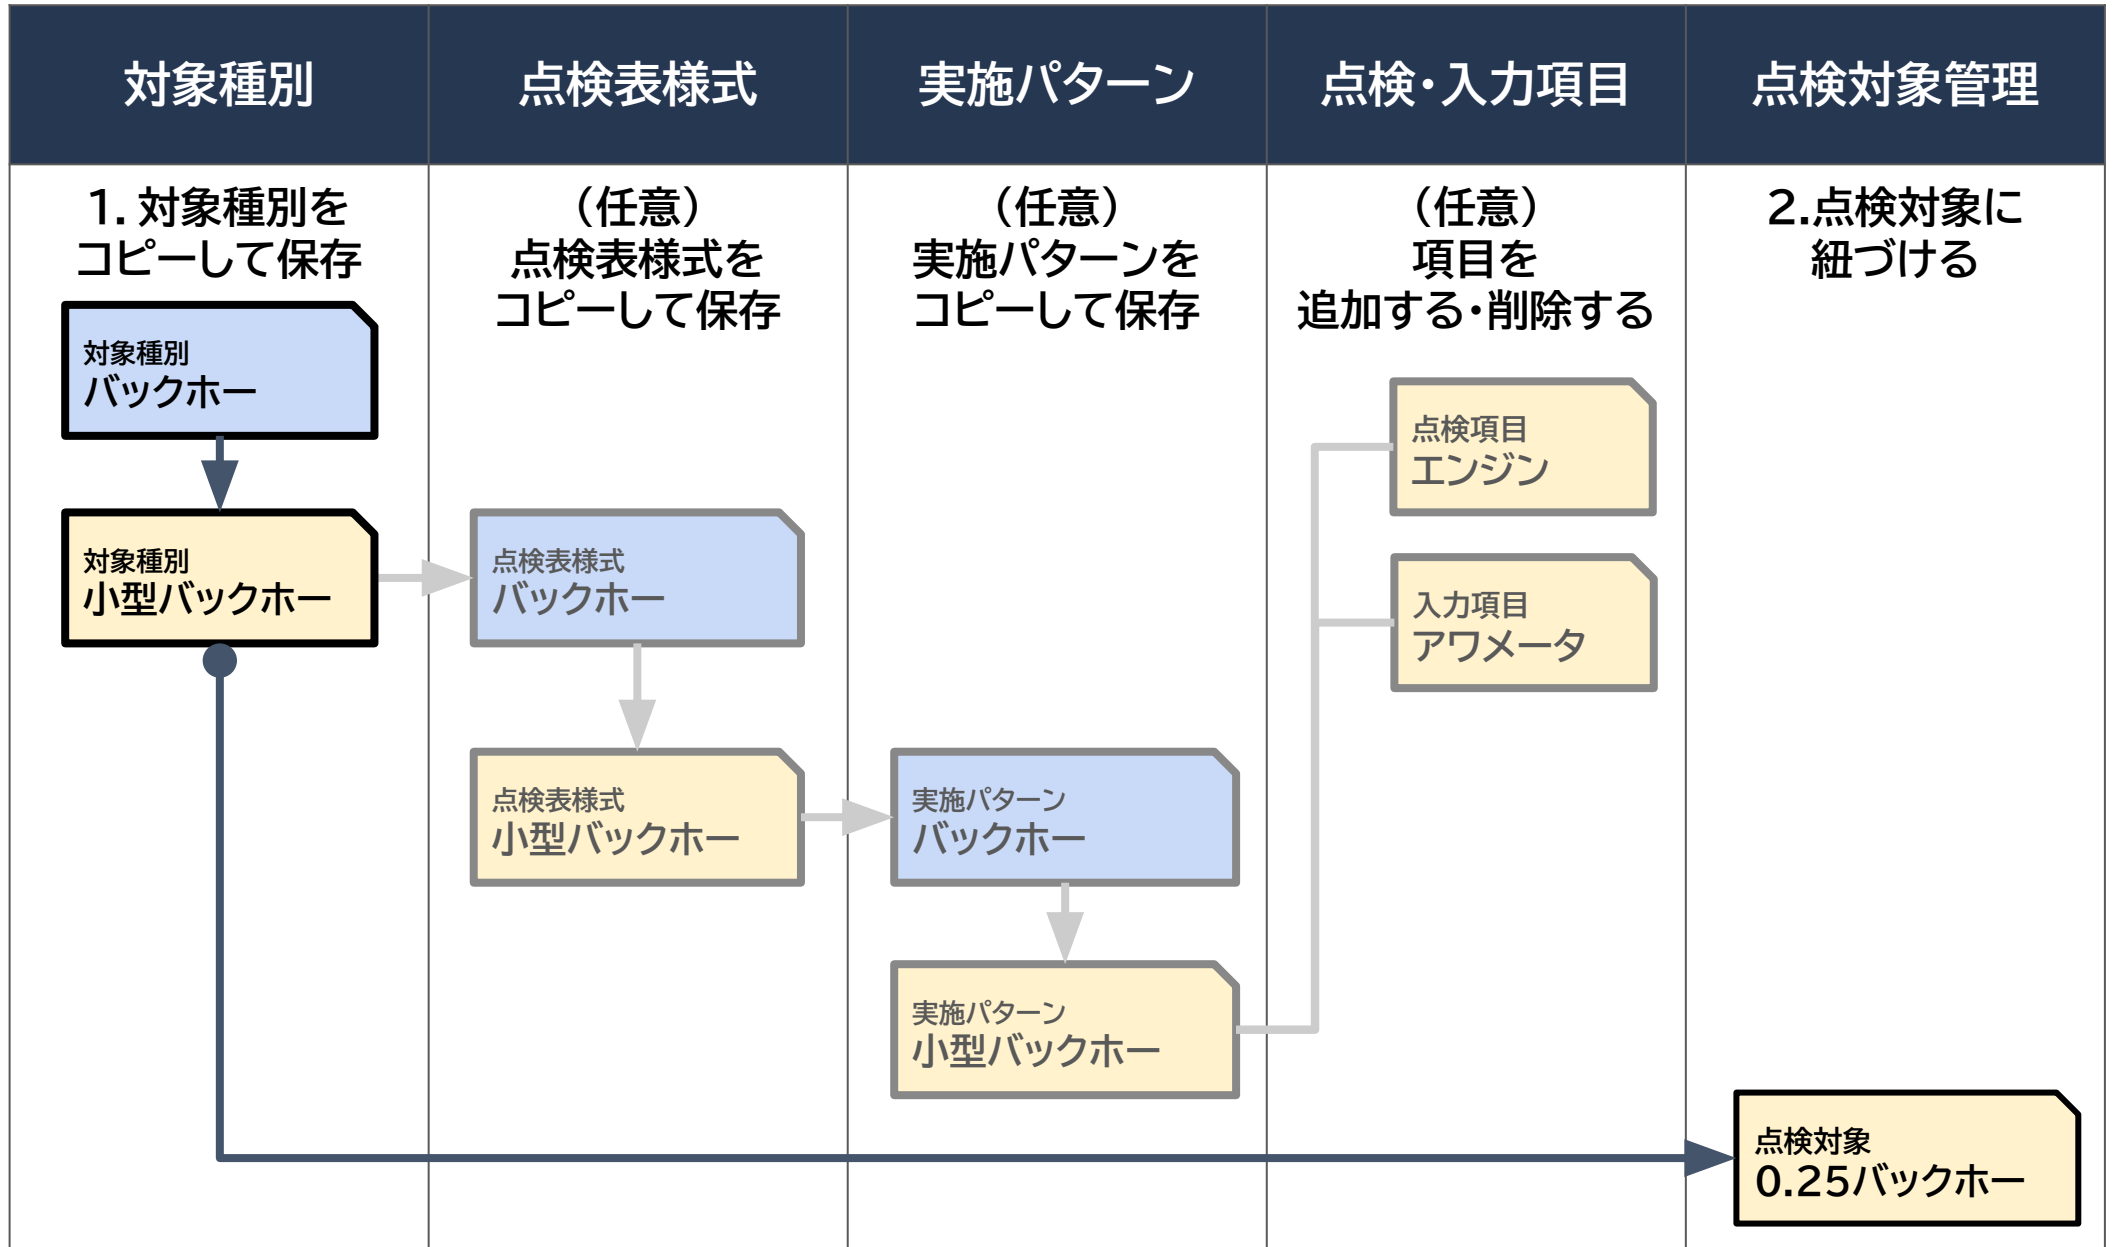 対象種別
点検表様式
実施パターン
点検・入力項目
点検対象管理
1. 対象種別を
コピーして保存
対象種別
バックホー
対象種別
小型バックホー
（任意）
点検表様式を
コピーして保存
点検表様式
バックホー
点検表様式
小型バックホー
（任意）
実施パターンを
コピーして保存
実施パターン
バックホー
実施パターン
小型バックホー
（任意）
項目を
追加する・削除する
点検項目
エンジン
入力項目
アワメータ
2.点検対象に
紐づける
点検対象
0.25バックホー